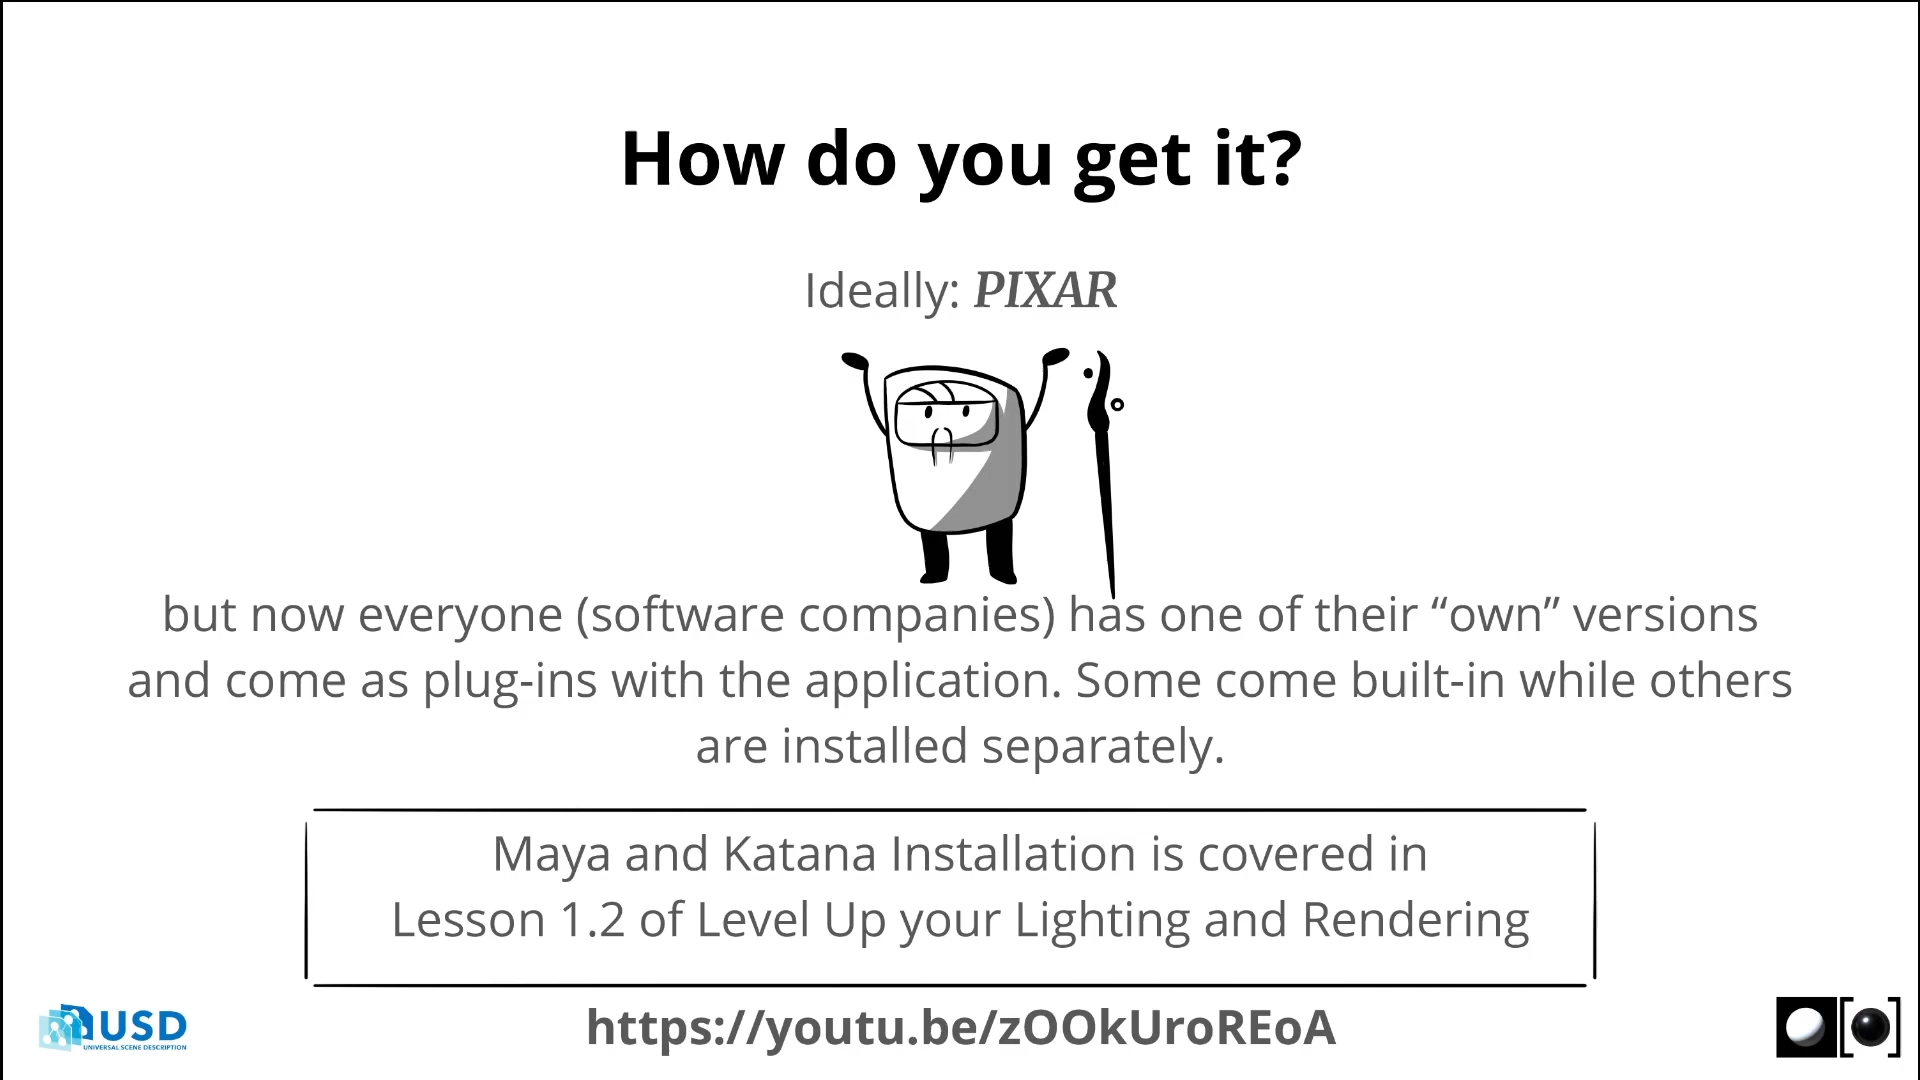 How do you get it?
Ideally: PIXAR
but now everyone (software companies) has one of their “own” versions
and come as plug-ins with the application. Some come built-in while others
are installed separately.
Maya and Katana Installation is covered in
Lesson 1.2 of Level Up your Lighting and Rendering
https://youtu.be/zOOkUroREoA
USD
UNIVERSAL SCENE DESCRIPTION